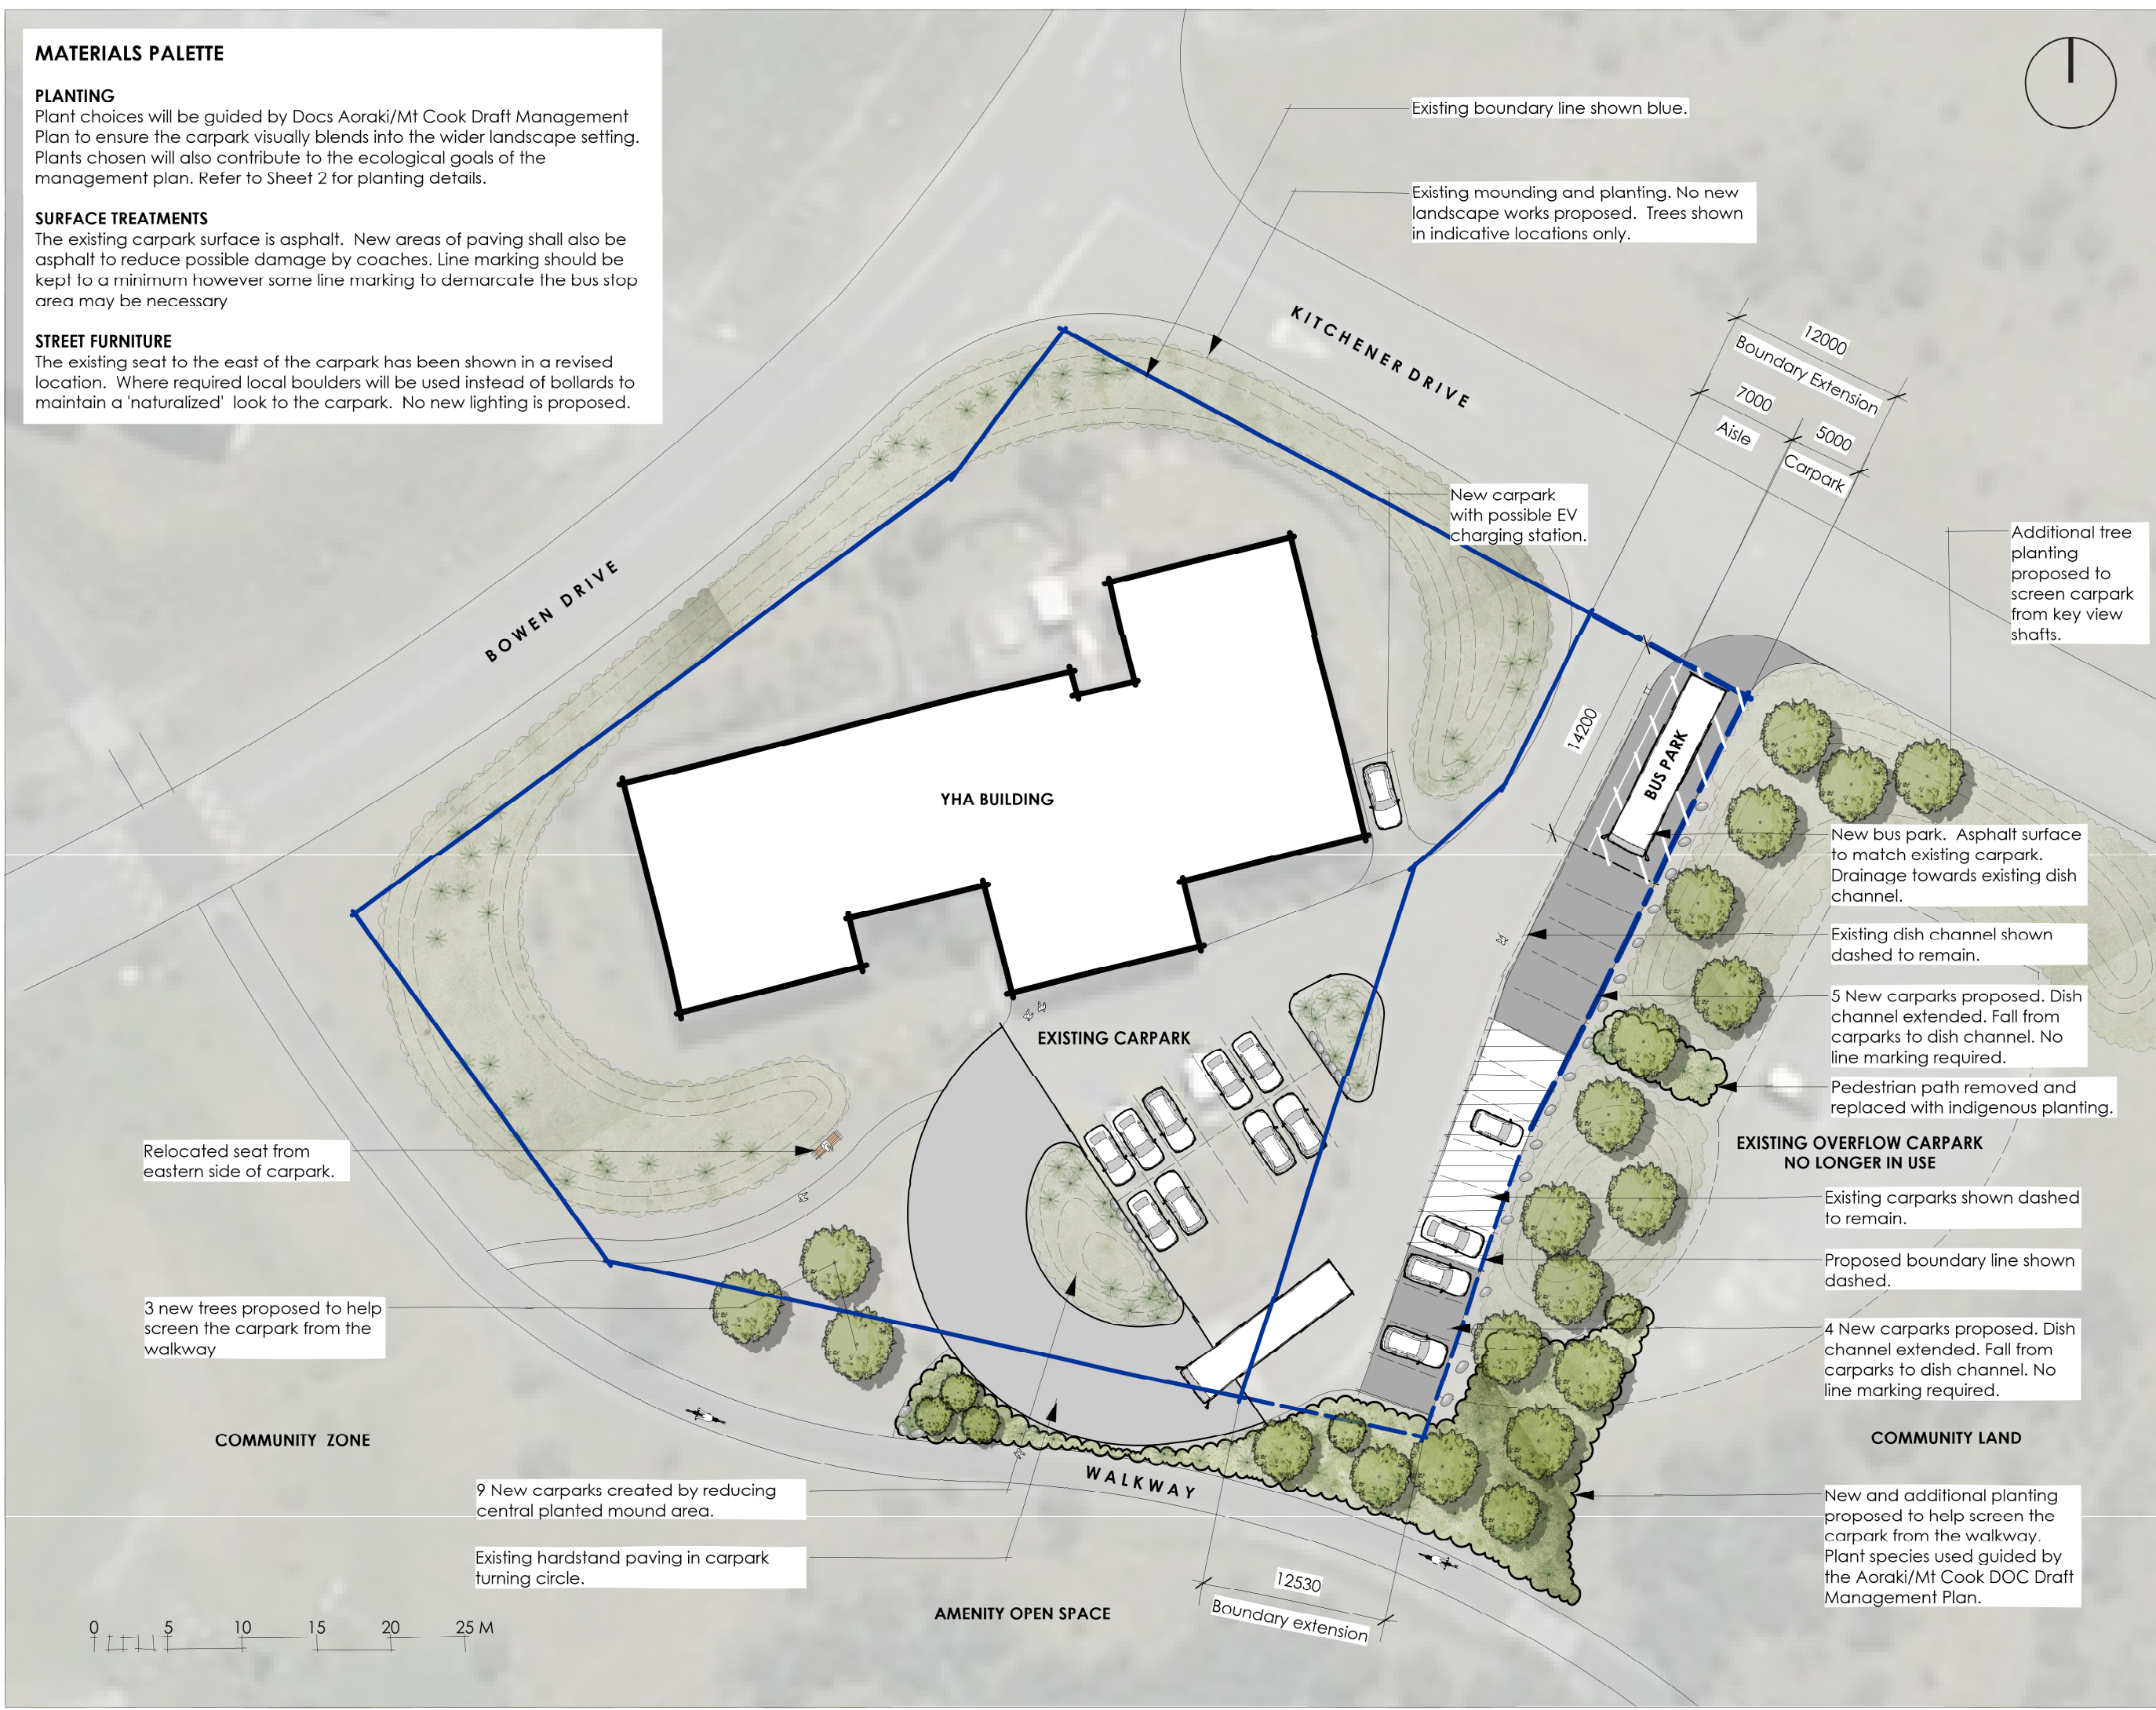 MATERIALS PALETTE
PLANTING
Plant choices will be guided by Docs Aoraki/Mt Cook Draft Management
Plan to ensure the carpark visually blends into the wider landscape setting.
Plants chosen will also contribute to the ecological goals of the
management plan. Refer to Sheet 2 for planting details.
SURFACE TREATMENTS
The existing carpark surface is asphalt. New areas of paving shall also be
asphalt to reduce possible damage by coaches. Line marking should be
kept to a minimum however some line marking to demarcate the bus stop
area may be necessary
STREET FURNITURE
The existing seat to the east of the carpark has been shown in a revised
location. Where required local boulders will be used instead of bollards to
maintain a 'naturalized' look to the carpark. No new lighting is proposed.
Existing boundary line shown blue.
Existing mounding and planting. No new
landscape works proposed. Trees shown
in indicative locations only.
KITCHENER DRIVE
12000
Boundary Extension
7000
Aisle
5000
Carpark
New carpark
with possible EV
charging station.
Additional tree
planting
proposed to
screen carpark
from key view
shafts.
BOWEN DRIVE
14200
BUS PARK
YHA BUILDING
New bus park. Asphalt surface
to match existing carpark.
Drainage towards existing dish
channel.
Existing dish channel shown
dashed to remain.
5 New carparks proposed. Dish
channel extended. Fall from
carparks to dish channel. No
line marking required.
EXISTING CARPARK
Pedestrian path removed and
replaced with indigenous planting.
EXISTING OVERFLOW CARPARK
NO LONGER IN USE
Relocated seat from
eastern side of carpark.
Existing carparks shown dashed
to remain.
Proposed boundary line shown
dashed.
3 new trees proposed to help
screen the carpark from the
walkway
4 New carparks proposed. Dish
channel extended. Fall from
carparks to dish channel. No
line marking required.
COMMUNITY ZONE
COMMUNITY LAND
WALKWAY
9 New carparks created by reducing
central planted mound area.
New and additional planting
proposed to help screen the
carpark from the walkway.
Plant species used guided by
the Aoraki/Mt Cook DOC Draft
Management Plan.
Existing hardstand paving in carpark
turning circle.
12530
Boundary extension
AMENITY OPEN SPACE
0 5 10 15 20 25 M